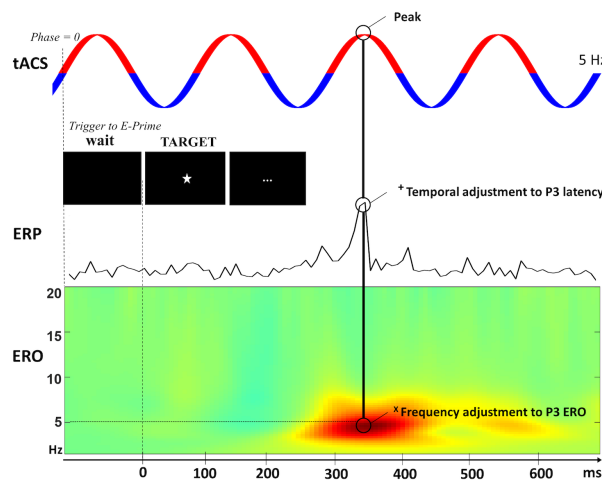 Peak
Phase = 0
tACS
5 Hz
Trigger to E-Prime
wait
TARGET
...
+ Temporal adjustment to P3 latency
ERP
20
15
ERO
10
x Frequency adjustment to P3 ERO
5
Hz
0 100 200 300 400 500 600 ms